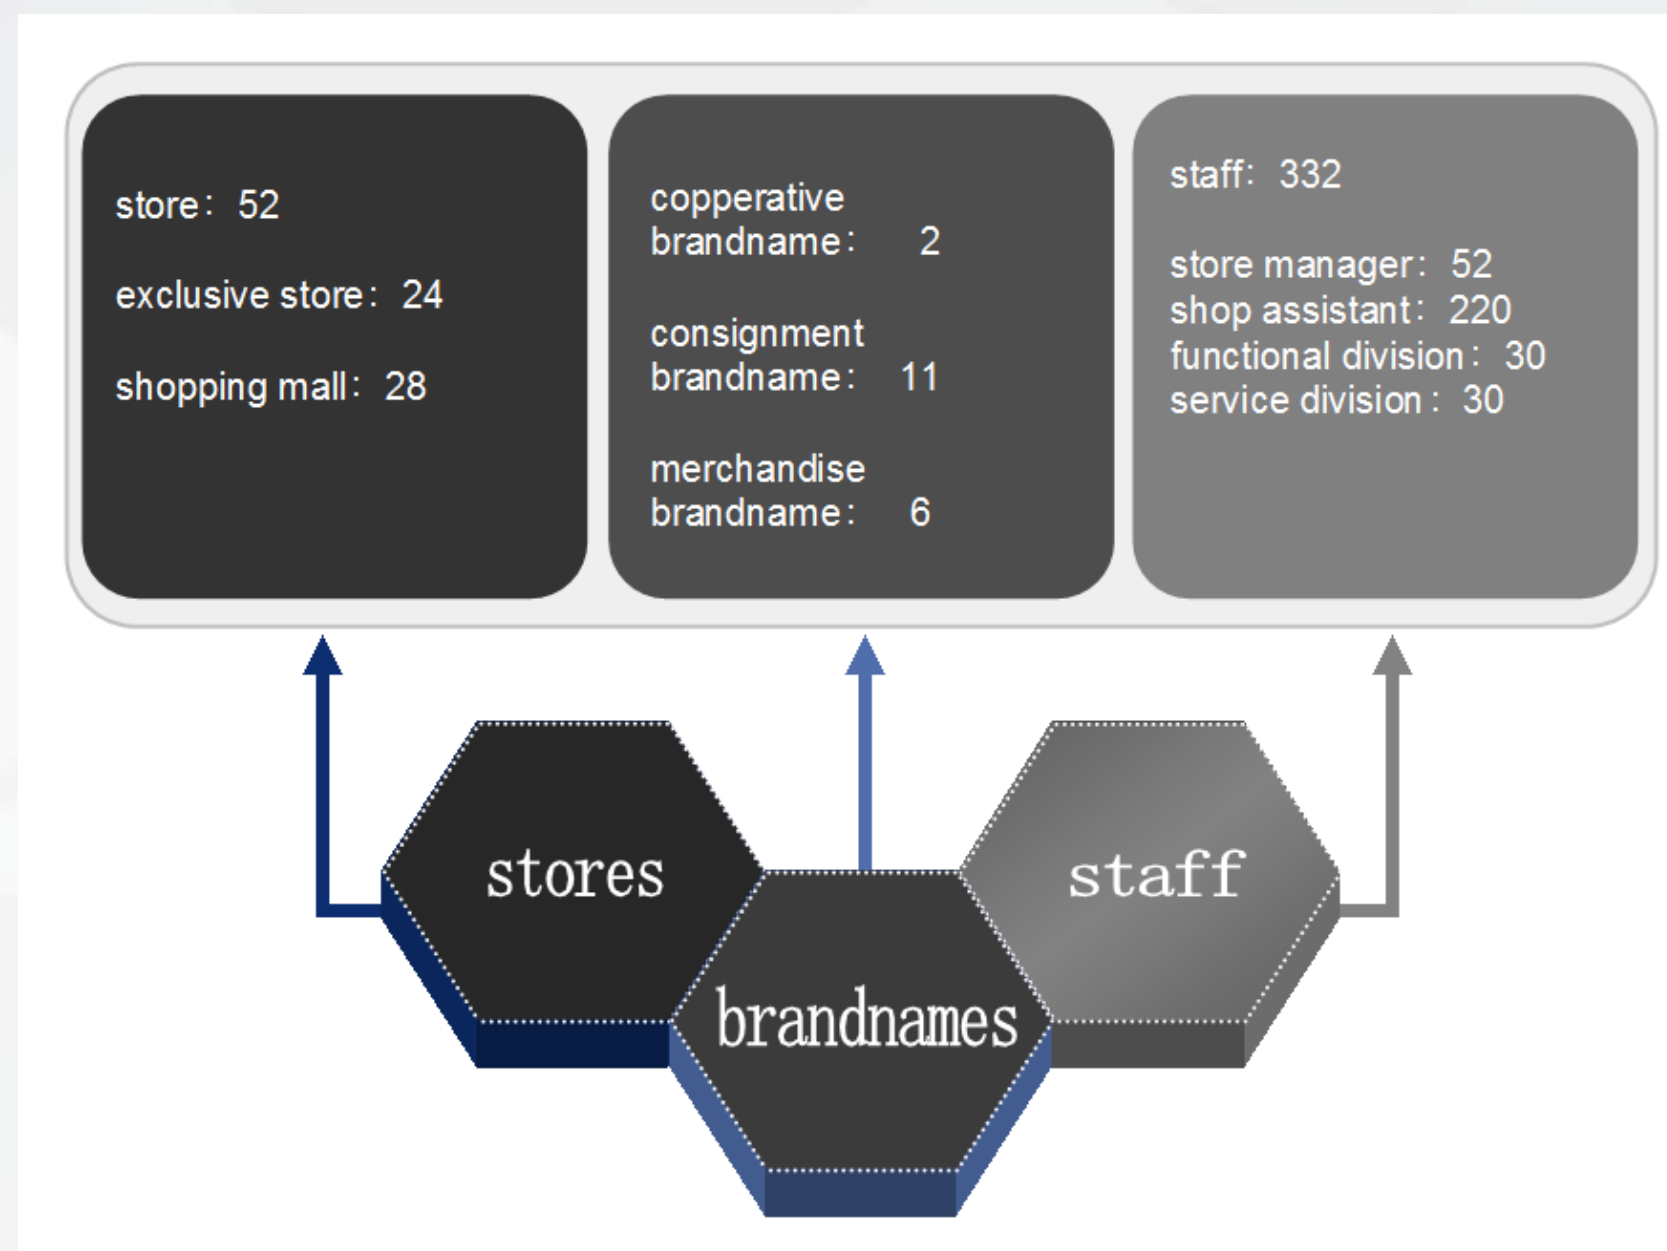 store: 52
exclusive store: 24
shopping mall: 28
copperative
brandname: 2
consignment
brandname: 11
merchandise
brandname: 6
staff: 332
store manager: 52
shop assistant: 220
functional division: 30
service division: 30
stores
brandnames
staff